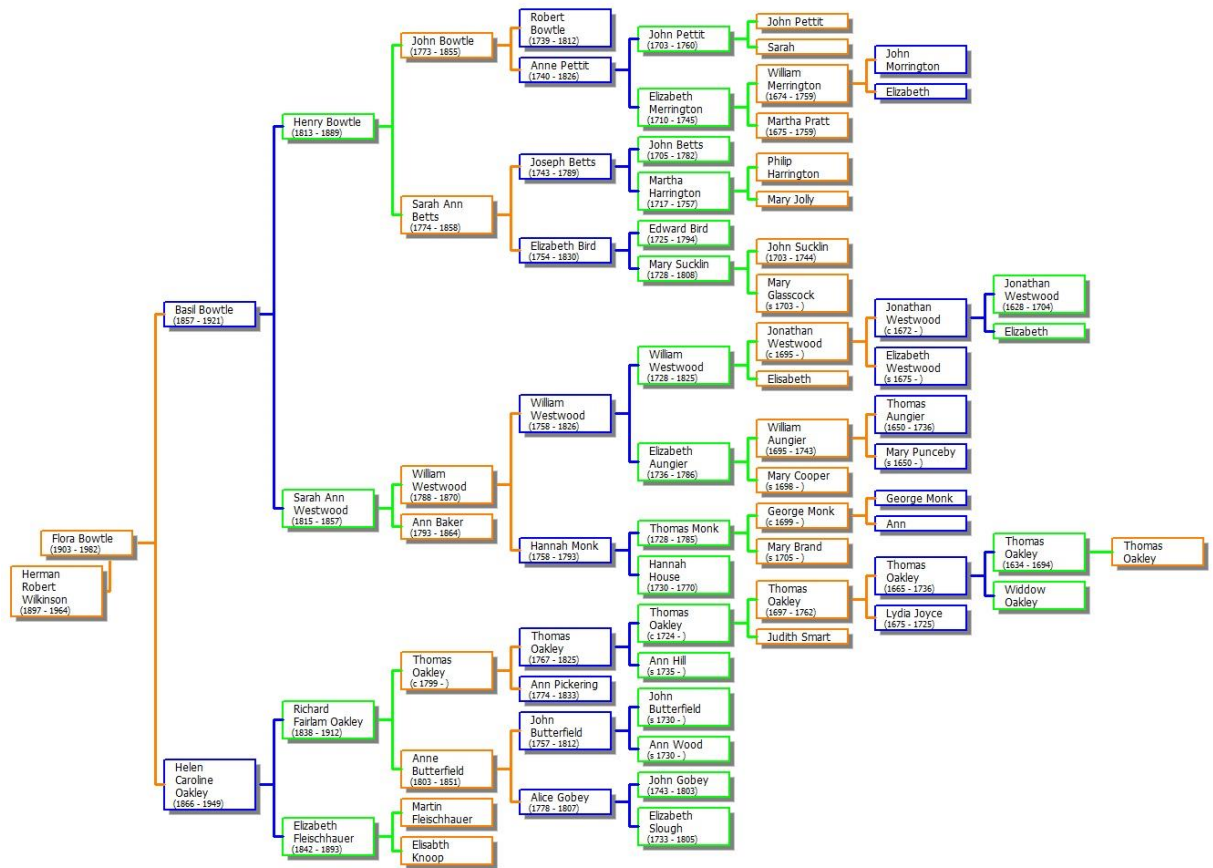 Flora Bowtle
(1903 - 1982)
Herman
Robert
Wilkinson
(1897 - 1964)
Basil Bowtle
(1857 - 1921)
Helen
Caroline
Oakley
(1866 - 1949)
Henry Bowtle
(1813 - 1889)
Sarah Ann
Westwood
(1815 - 1857)
Richard
Fairlam Oakley
(1838 - 1912)
Elizabeth
Fleischhauer
(1842 - 1893)
John Bowtle
(1773 - 1855)
Sarah Ann
Betts
(1774 - 1858)
William
Westwood
(1788 - 1870)
Ann Baker
(1793 - 1864)
Thomas
Oakley
(c 1799 - )
Anne
Butterfield
(1803 - 1851)
Martin
Fleischhauer
Elisabth
Knoop
Robert
Bowtle
(1739 - 1812)
Anne Pettit
(1740 - 1826)
Joseph Betts
(1743 - 1789)
Elizabeth Bird
(1754 - 1830)
William
Westwood
(1758 - 1826)
Hannah Monk
(1758 - 1793)
Thomas
Oakley
(1767 - 1825)
Ann Pickering
(1774 - 1833)
John
Butterfield
(1757 - 1812)
Alice Gobey
(1778 - 1807)
John Pettit
(1703 - 1760)
Elizabeth
Merrington
(1710 - 1745)
John Betts
(1705 - 1782)
Martha
Harrington
(1717 - 1757)
Edward Bird
(1725 - 1794)
Mary Sucklin
(1728 - 1808)
William
Westwood
(1728 - 1825)
Elizabeth
Aungier
(1736 - 1786)
Thomas Monk
(1728 - 1785)
Hannah
House
(1730 - 1770)
Thomas
Oakley
(c 1724 - )
Ann Hill
(s 1735 - )
John
Butterfield
(s 1730 - )
Ann Wood
(s 1730 - )
John Gobey
(1743 - 1803)
Elizabeth
Slough
(1733 - 1805)
John Pettit
Sarah
William
Merrington
(1674 - 1759)
Martha Pratt
(1675 - 1759)
Philip
Harrington
Mary Jolly
John Sucklin
(1703 - 1744)
Mary
Glasscock
(s 1703 - )
Jonathan
Westwood
(c 1695 - )
Elisabeth
William
Aungier
(1695 - 1743)
Mary Cooper
(s 1698 - )
George Monk
(c 1699 - )
Mary Brand
(s 1705 - )
Thomas
Oakley
(1697 - 1762)
Judith Smart
John
Morrington
Elizabeth
Jonathan
Westwood
(c 1672 - )
Elizabeth
Westwood
(s 1675 - )
Thomas
Aungier
(1650 - 1736)
Mary Punceby
(s 1650 - )
George Monk
Ann
Thomas
Oakley
(1665 - 1736)
Lydia Joyce
(1675 - 1725)
Jonathan
Westwood
(1628 - 1704)
Elizabeth
Thomas
Oakley
(1634 - 1694)
Widdow
Oakley
Thomas
Oakley